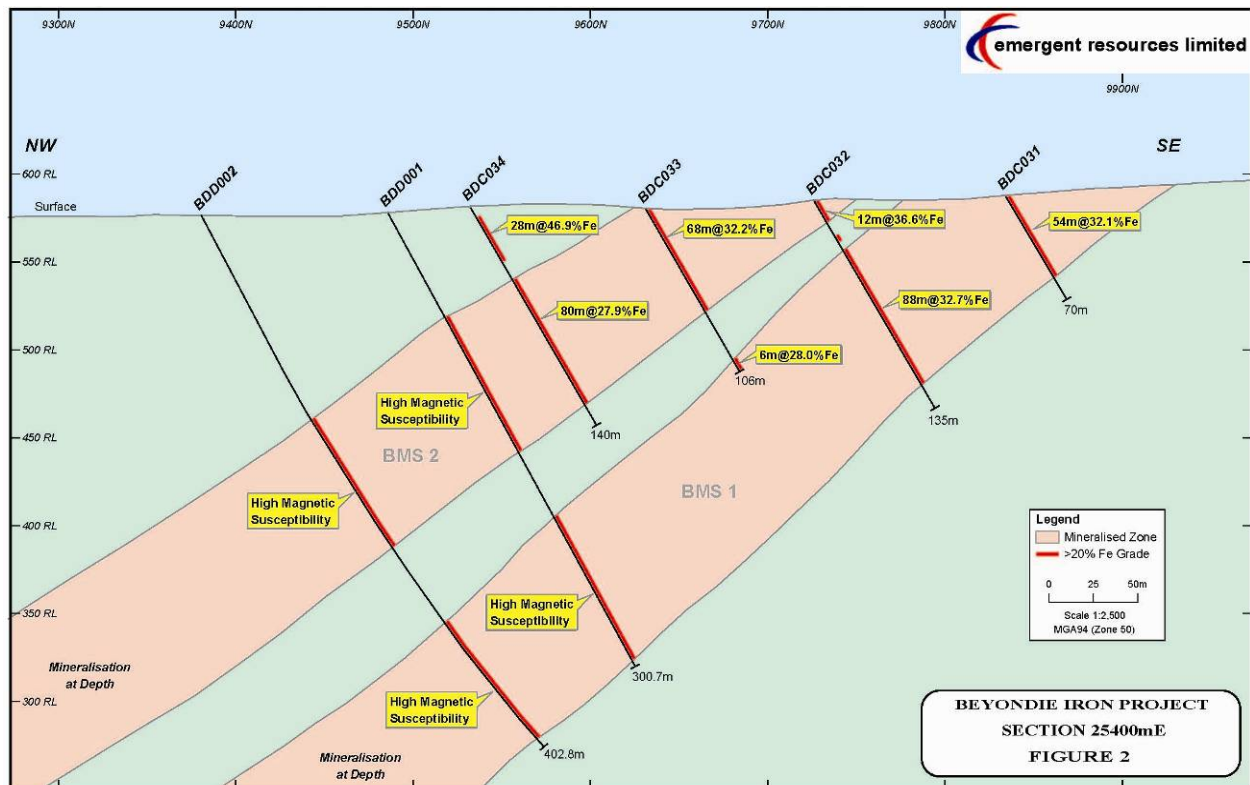 9300N
9400N
9500N
9600N
9700N
9800N
emergent resources limited
9900N
NW
SE
BDD002
BDD001
BDC034
BDC033
BDC032
BDC031
600 RL
Surface
550 RL
500 RL
450 RL
400 RL
350 RL
300 RL
28m@46.9%Fe
68m@32.2%Fe
12m@36.6%Fe
54m@32.1%Fe
80m@27.9%Fe
88m@32.7%Fe
70m
6m@28.0%Fe
106m
135m
140m
High Magnetic
Susceptibility
BMS 2
BMS 1
High Magnetic
Susceptibility
High Magnetic
Susceptibility
300.7m
High Magnetic
Susceptibility
402.8m
Mineralisation
at Depth
Mineralisation
at Depth
Legend
Mineralised Zone
>20% Fe Grade
0 25 50m
Scale 1:2,500
MGA94 (Zone 50)
BEYONDIE IRON PROJECT
SECTION 25400mE
FIGURE 2